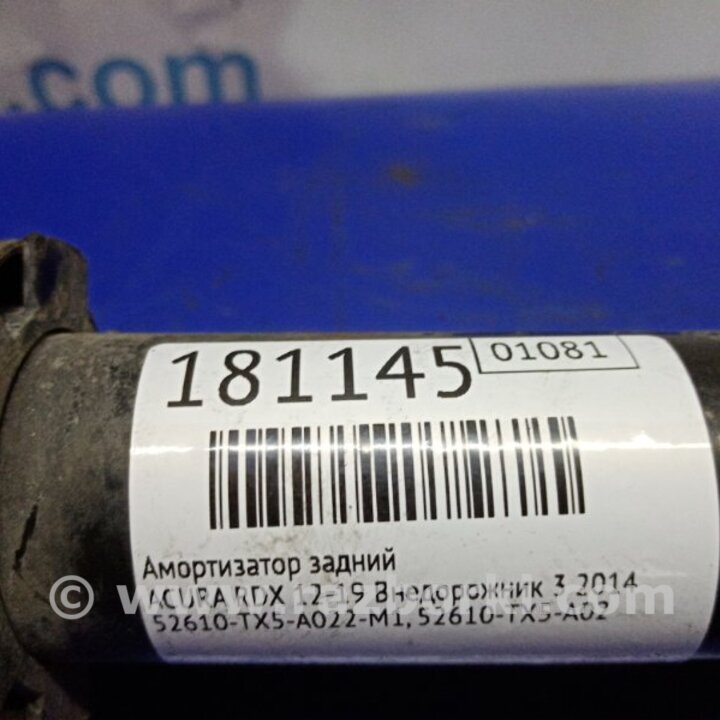 .com
181145 01081
Амортизатор задний
ACURA RDX 12-19 Внедорожник 3 2014
52610-TX5-A022-M1, 52610-TX5-A02
©